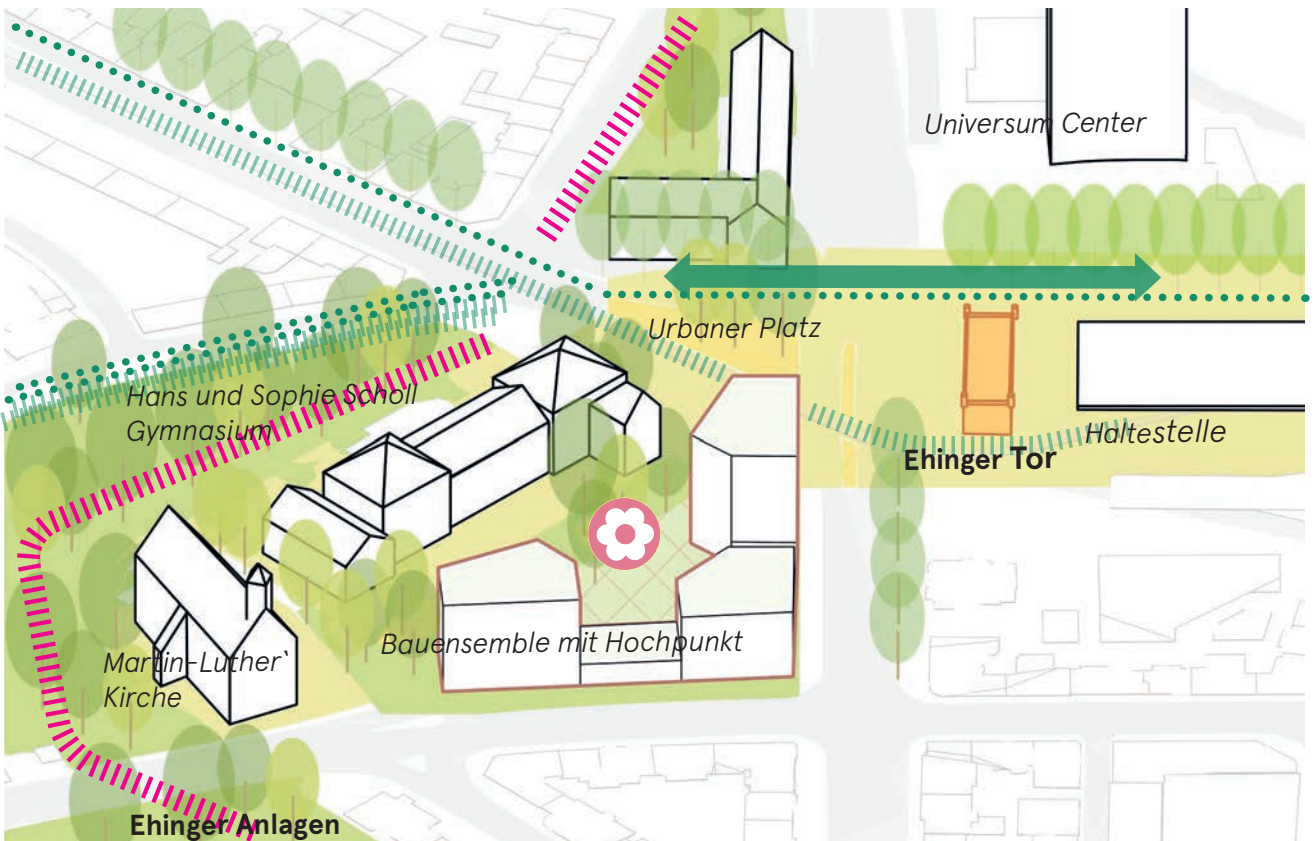 Universum Center
Urbaner Platz
Hans und Sophie Scholl
Gymnasium
Haltestelle
Ehinger Tor
Bauensemble mit Hochpunkt
Martin-Luther`
Kirche
Ehinger Anlagen